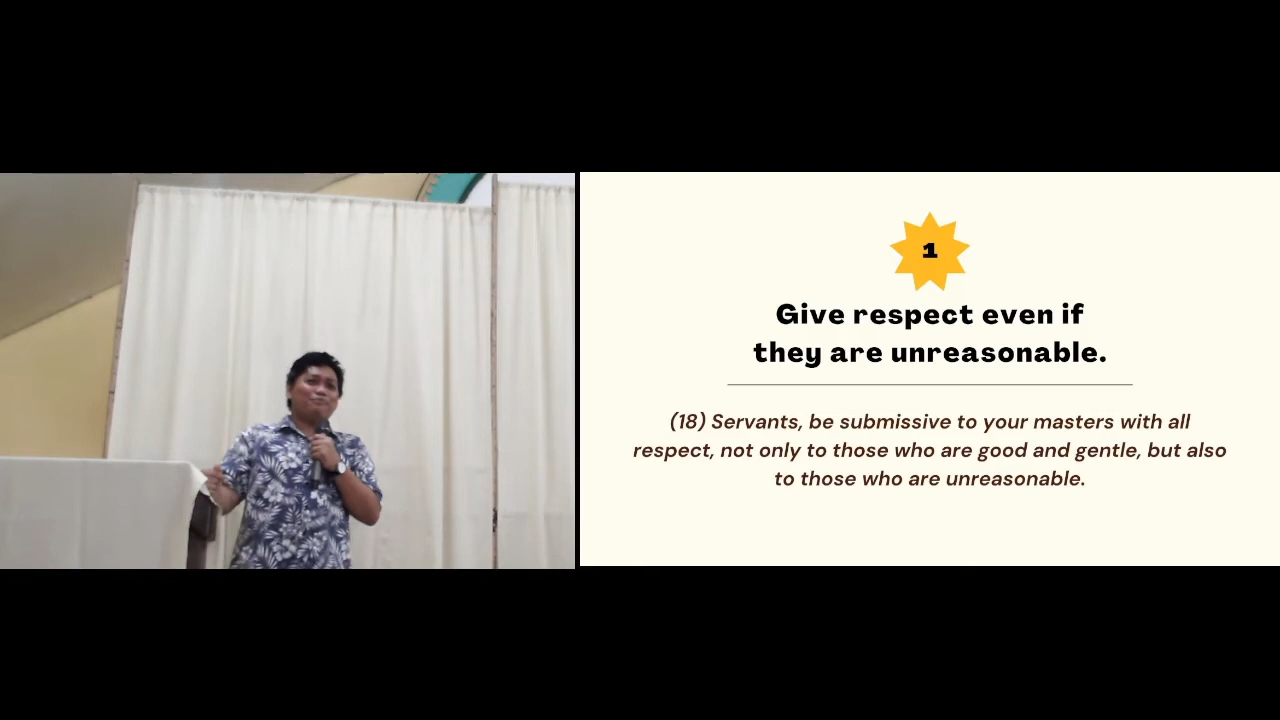 1
Give respect even if
they are unreasonable.
(18) Servants, be submissive to your masters with all
respect, not only to those who are good and gentle, but also
to those who are unreasonable.